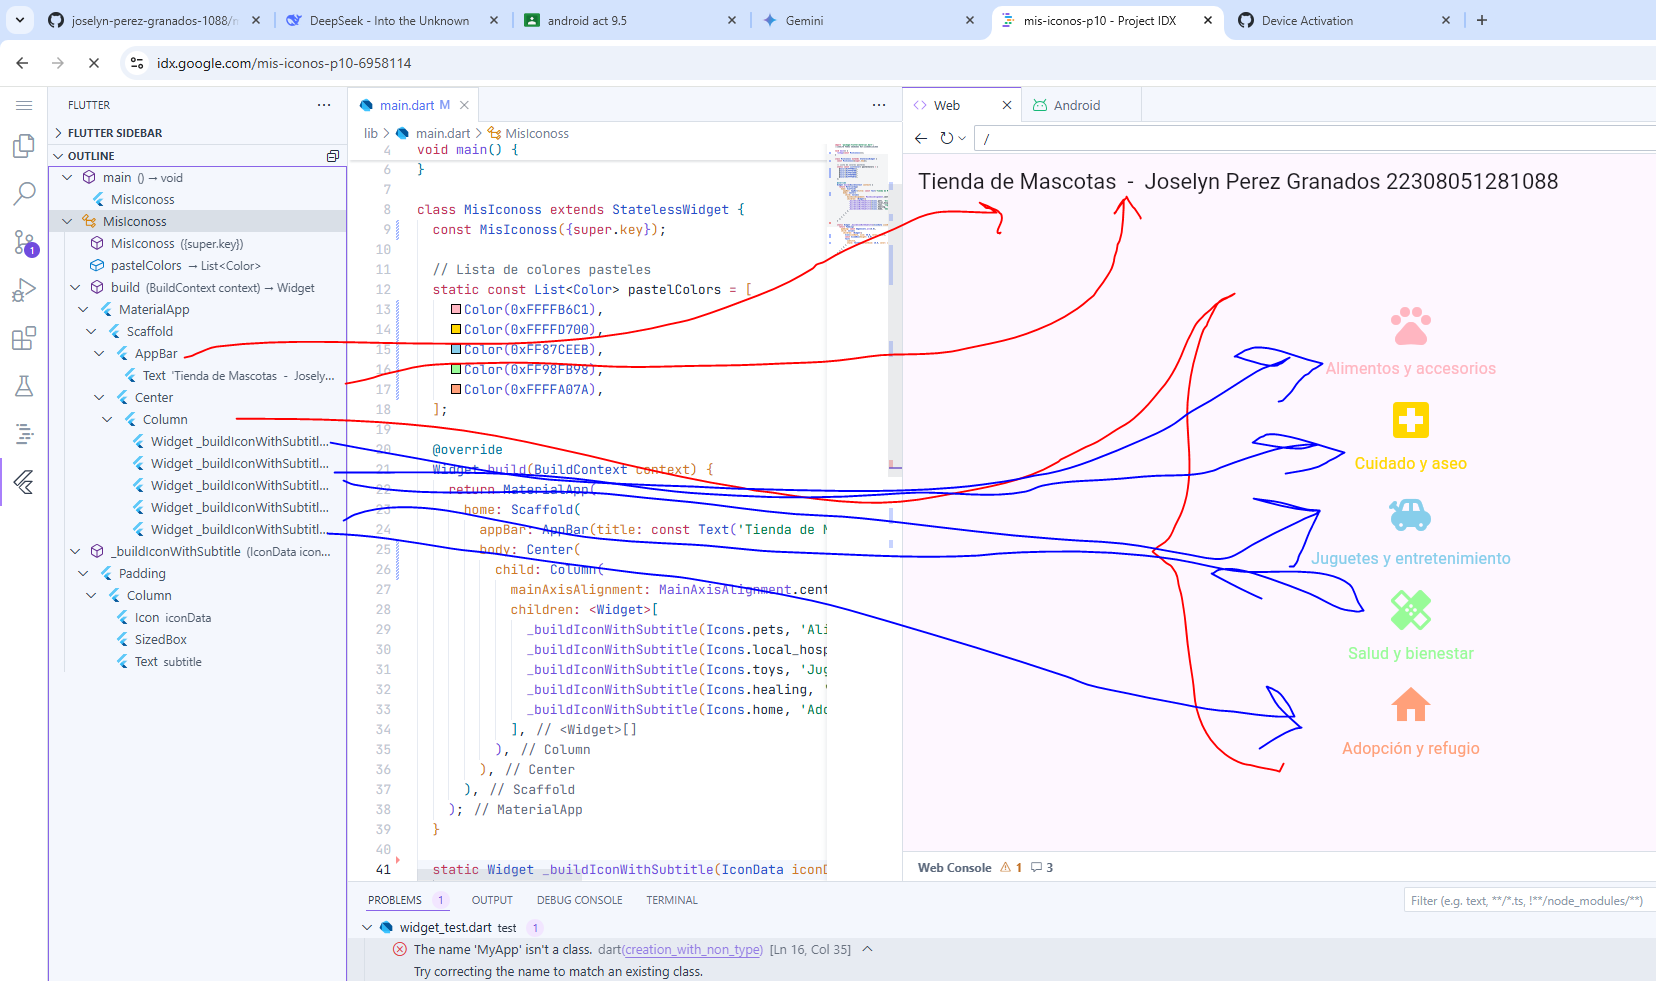 joselyn-perez-granados-1088/m
DeepSeek - Into the Unknown
android act 9.5
Gemini
mis-iconos-p10 - Project IDX
Device Activation
idx.google.com/mis-iconos-p10-6958114
FLUTTER
FLUTTER SIDEBAR
OUTLINE
main () → void
MisIconoss
MisIconoss
MisIconoss ({super.key})
pastelColors → List<Color>
build (BuildContext context) → Widget
MaterialApp
Scaffold
AppBar
Text 'Tienda de Mascotas - Josely...
Center
Column
Widget _buildIconWithSubtitl...
Widget _buildIconWithSubtitl...
Widget _buildIconWithSubtitl...
Widget _buildIconWithSubtitl...
Widget _buildIconWithSubtitl...
_buildIconWithSubtitle (IconData icon...
Padding
Column
Icon iconData
SizedBox
Text subtitle
1
main.dart M
lib > main.dart > MisIconoss
4 void main() {
6 }
7
8 class MisIconoss extends StatelessWidget {
9 const MisIconoss({super.key});
10
11 // Lista de colores pasteles
12 static const List<Color> pastelColors = [
13 Color(0xFFFFB6C1),
14 Color(0xFFFFD700),
15 Color(0xFF87CEEB),
16 Color(0xFF98FB98),
17 Color(0xFFFFA07A),
18 ];
19
20 @override
21 Widget build(BuildContext context) {
22 return MaterialApp(
23 home: Scaffold(
24 appBar: AppBar(title: const Text('Tienda de M
25 body: Center(
26 child: Column(
27 mainAxisAlignment: MainAxisAlignment.cent
28 children: <Widget>[
29 _buildIconWithSubtitle(Icons.pets, 'Ali
30 _buildIconWithSubtitle(Icons.local_hosp
31 _buildIconWithSubtitle(Icons.toys, 'Jug
32 _buildIconWithSubtitle(Icons.healing, '
33 _buildIconWithSubtitle(Icons.home, 'Ado
34 ], // <Widget>[]
35 ), // Column
36 ), // Center
37 ), // Scaffold
38 ); // MaterialApp
39 }
40
41 static Widget _buildIconWithSubtitle(IconData iconD
Web
Android
/
Tienda de Mascotas - Joselyn Perez Granados 22308051281088
Alimentos y accesorios
Cuidado y aseo
Juguetes y entretenimiento
Salud y bienestar
Adopción y refugio
Web Console 1 3
PROBLEMS 1 OUTPUT DEBUG CONSOLE TERMINAL
Filter (e.g. text, **/*.ts, !**/node_modules/**)
widget_test.dart test 1
The name 'MyApp' isn't a class. dart(creation_with_non_type) [Ln 16, Col 35]
Try correcting the name to match an existing class.